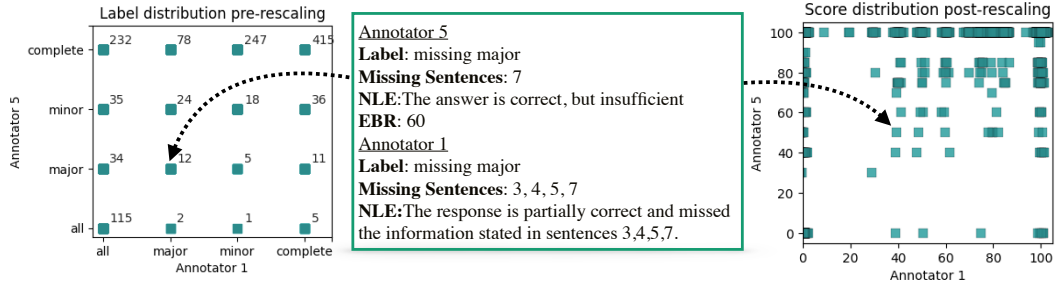 Label distribution pre-rescaling
complete
minor
major
all
232
78
247
415
35
24
18
36
34
12
5
11
115
2
1
5
all
major
minor
complete
Annotator 1
Annotator 5
Annotator 5
Label: missing major
Missing Sentences: 7
NLE:The answer is correct, but insufficient
EBR: 60
Annotator 1
Label: missing major
Missing Sentences: 3, 4, 5, 7
NLE:The response is partially correct and missed
the information stated in sentences 3,4,5,7.
Score distribution post-rescaling
100
80
60
40
20
0
0
20
40
60
80
100
Annotator 1
Annotator 5